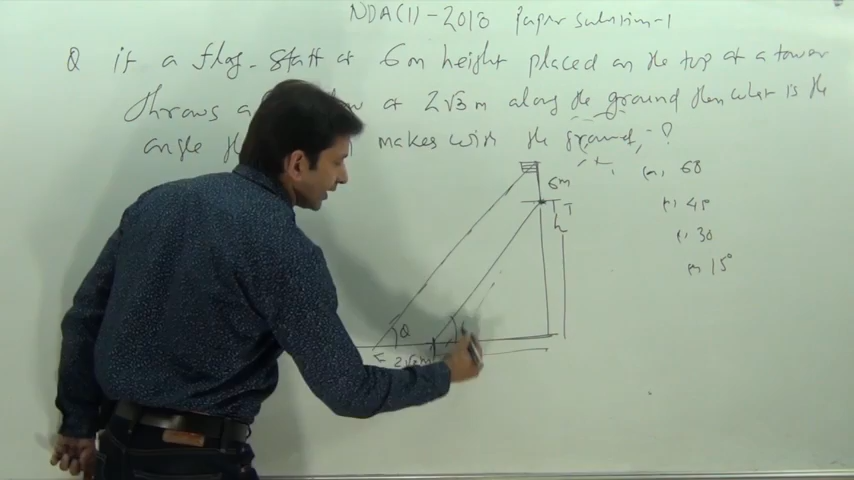 NDA(1)-2018 Paper Solution-1
Q If a flag-staff of 6m height placed on the top of a tower
throws a of 2√3 m along the ground then what is the
angle makes with the ground ?
60
6m
45
T
h
30
15°
θ
2√3 m